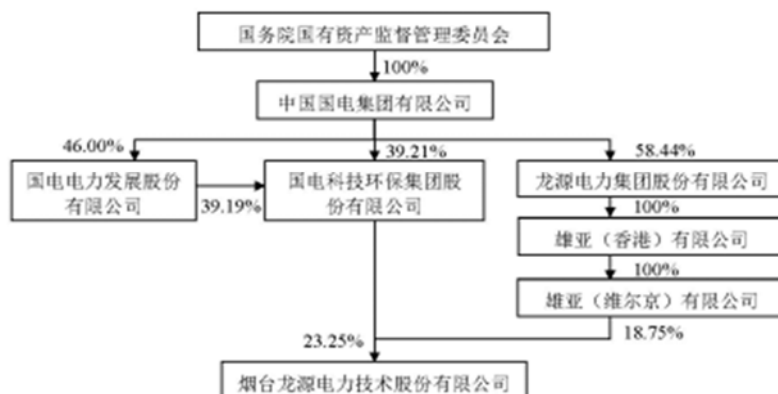 国务院国有资产监督管理委员会
100%
中国国电集团有限公司
46.00%
39.21%
58.44%
国电电力发展股份
有限公司
39.19%
国电科技环保集团股
份有限公司
龙源电力集团股份有限公司
100%
雄亚（香港）有限公司
100%
雄亚（维尔京）有限公司
23.25%
18.75%
烟台龙源电力技术股份有限公司